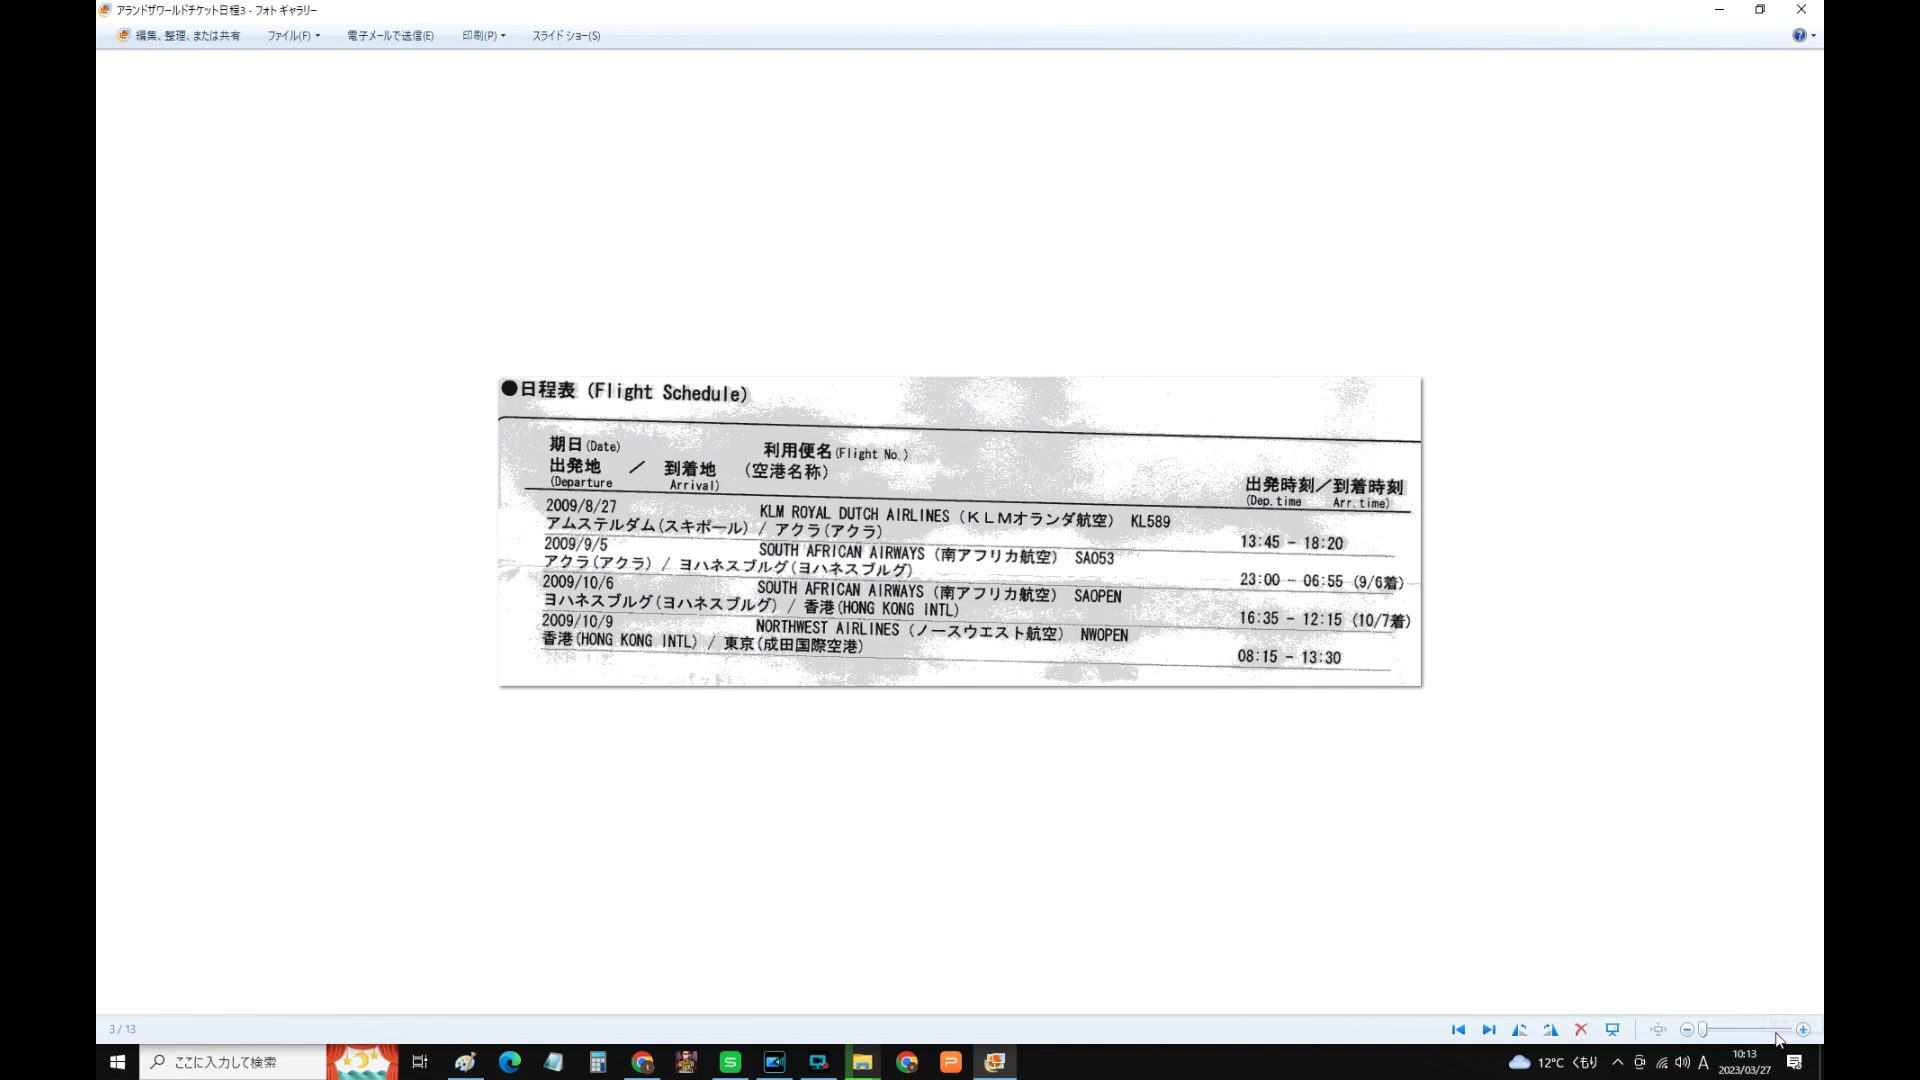 アランドザワールドチケット日程3 - フォト ギャラリー
編集、整理、または共有 ファイル(F) 電子メールで送信(E) 印刷(P) スライド ショー(S)
●日程表 (Flight Schedule)
期日(Date) 利用便名(Flight No.)
出発地 / 到着地 (空港名称)
(Departure Arrival)
出発時刻/到着時刻
(Dep.time Arr.time)
2009/8/27 KLM ROYAL DUTCH AIRLINES (KLMオランダ航空) KL589
アムステルダム(スキポール) / アクラ(アクラ) 13:45 - 18:20
2009/9/5 SOUTH AFRICAN AIRWAYS (南アフリカ航空) SA053
アクラ(アクラ) / ヨハネスブルグ(ヨハネスブルグ) 23:00 - 06:55 (9/6着)
2009/10/6 SOUTH AFRICAN AIRWAYS (南アフリカ航空) SAOPEN
ヨハネスブルグ(ヨハネスブルグ) / 香港(HONG KONG INTL) 16:35 - 12:15 (10/7着)
2009/10/9 NORTHWEST AIRLINES (ノースウエスト航空) NWOPEN
香港(HONG KONG INTL) / 東京(成田国際空港) 08:15 - 13:30
3 / 13
ここに入力して検索
12°C くもり A 10:13
2023/03/27